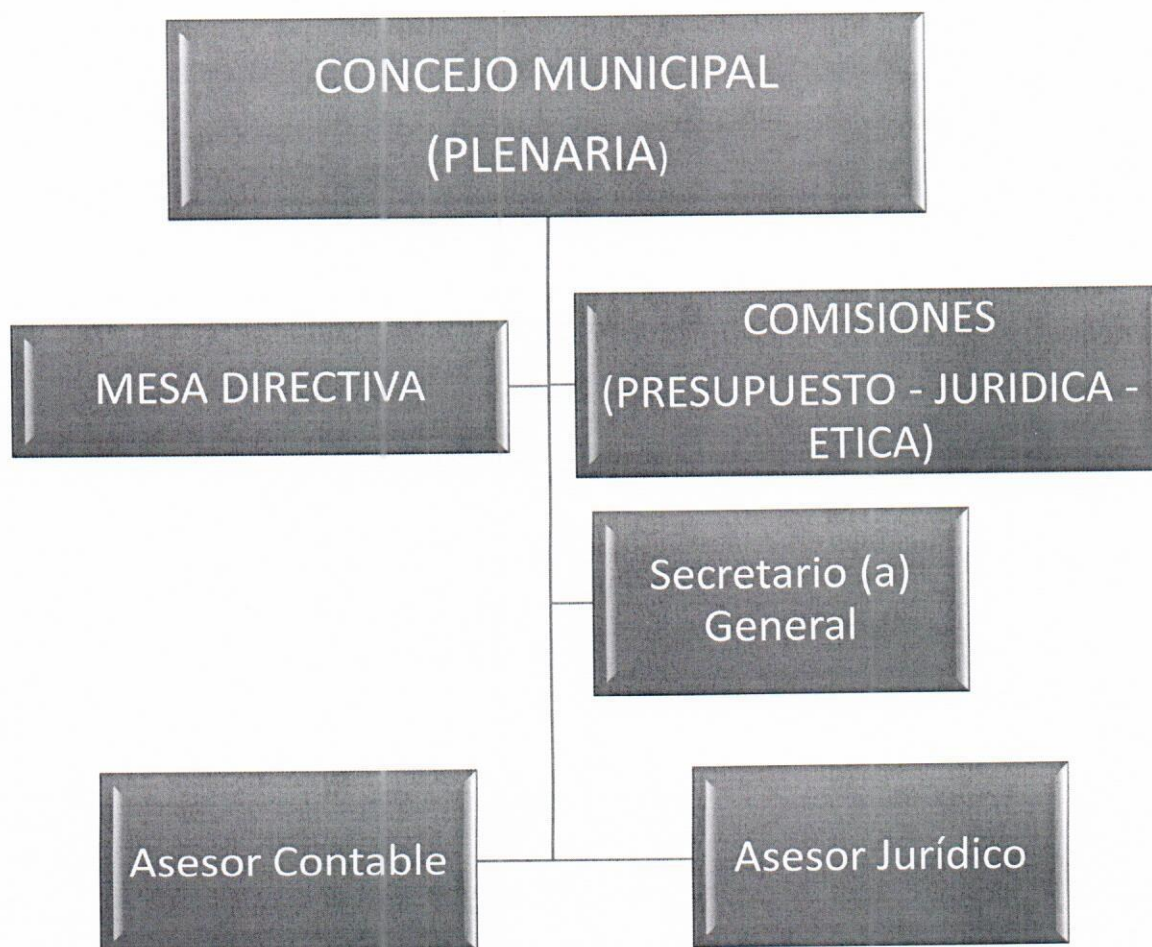 CONCEJO MUNICIPAL
(PLENARIA)
MESA DIRECTIVA
COMISIONES
(PRESUPUESTO - JURIDICA -
ETICA)
Secretario (a)
General
Asesor Contable
Asesor Jurídico